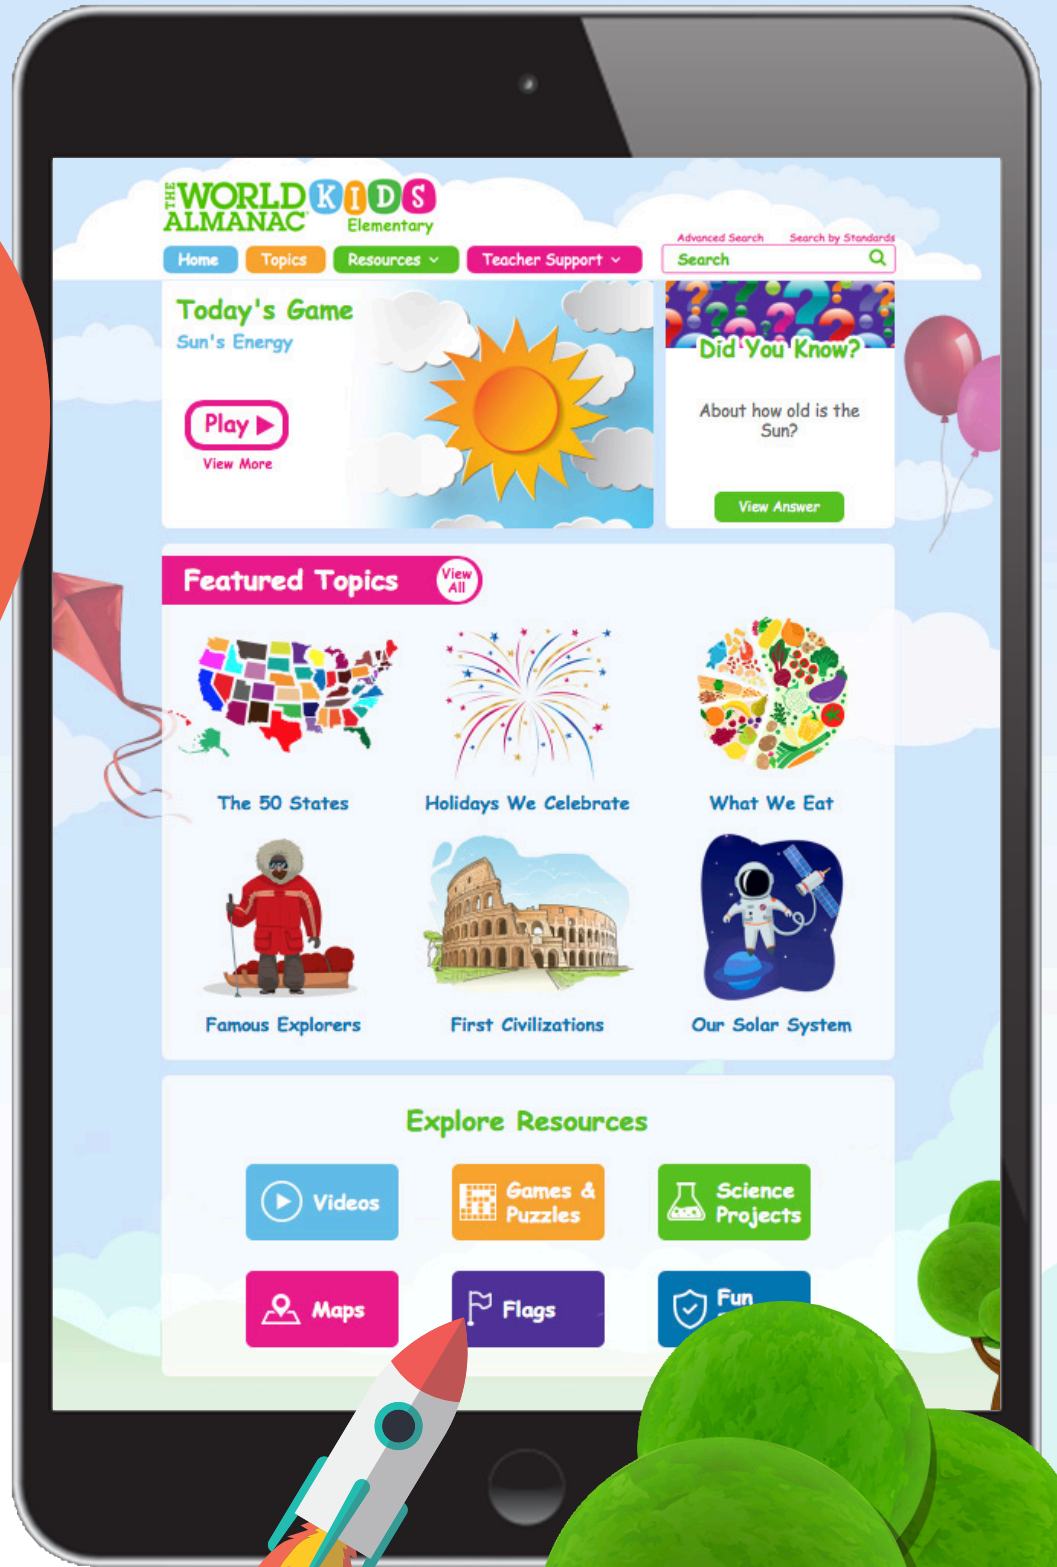 THE WORLD KIDS
ALMANAC
Elementary
Home
Topics
Resources
Teacher Support
Advanced Search
Search by Standards
Search
Today's Game
Sun's Energy
Play
View More
Did You Know?
About how old is the
Sun?
View Answer
Featured Topics
View
All
The 50 States
Holidays We Celebrate
What We Eat
Famous Explorers
First Civilizations
Our Solar System
Explore Resources
Videos
Games &
Puzzles
Science
Projects
Maps
Flags
Fun